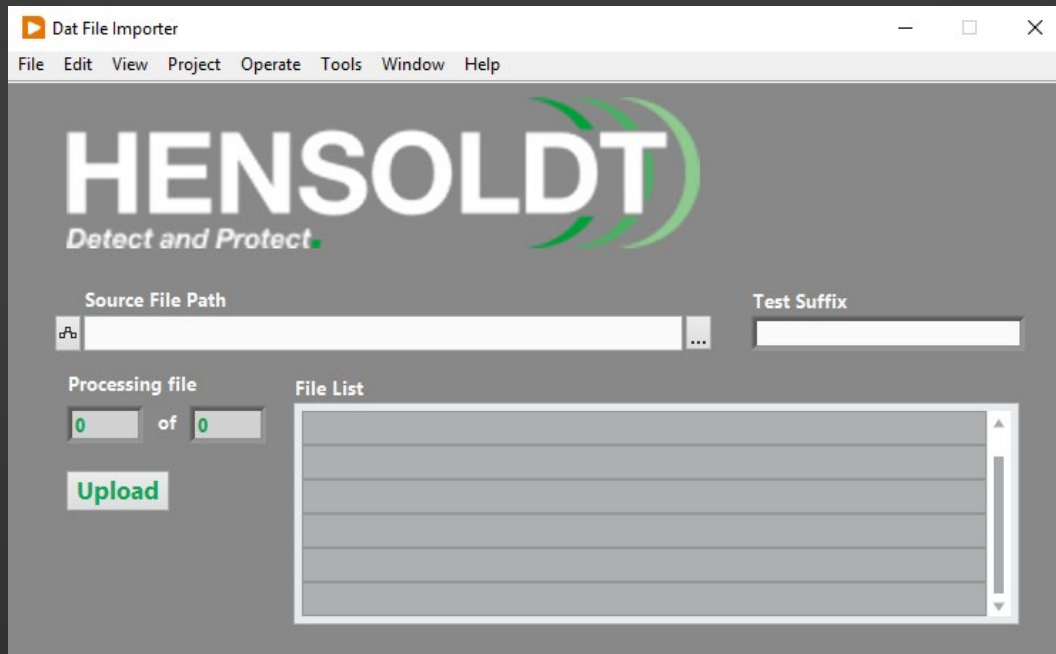 Dat File Importer
File Edit View Project Operate Tools Window Help
HENSOLDT
Detect and Protect.
Source File Path
Test Suffix
...
Processing file
0 of 0
File List
Upload